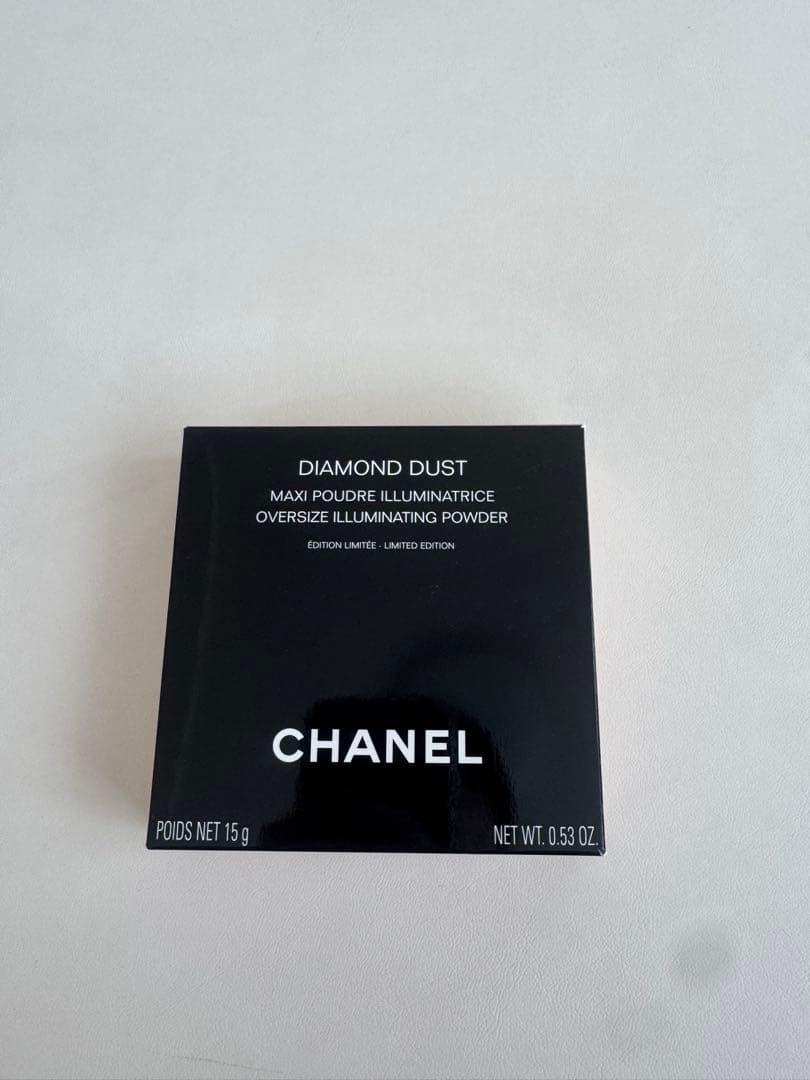 DIAMOND DUST
MAXI POUDRE ILLUMINATRICE
OVERSIZE ILLUMINATING POWDER
ÉDITION LIMITÉE - LIMITED EDITION
CHANEL
POIDS NET 15 g
NET WT. 0.53 OZ.